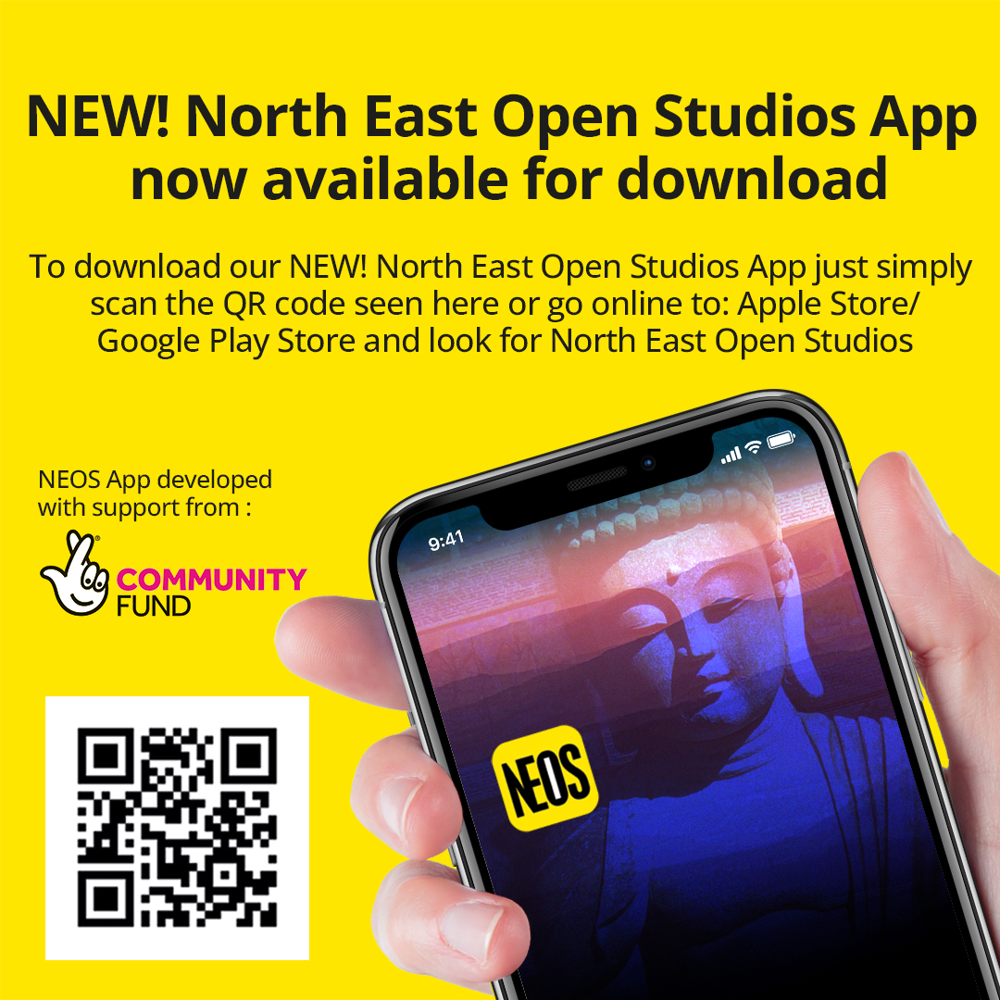 NEW! North East Open Studios App
now available for download
To download our NEW! North East Open Studios App just simply
scan the QR code seen here or go online to: Apple Store/
Google Play Store and look for North East Open Studios
NEOS App developed
with support from :
COMMUNITY
FUND
9:41
NEOS